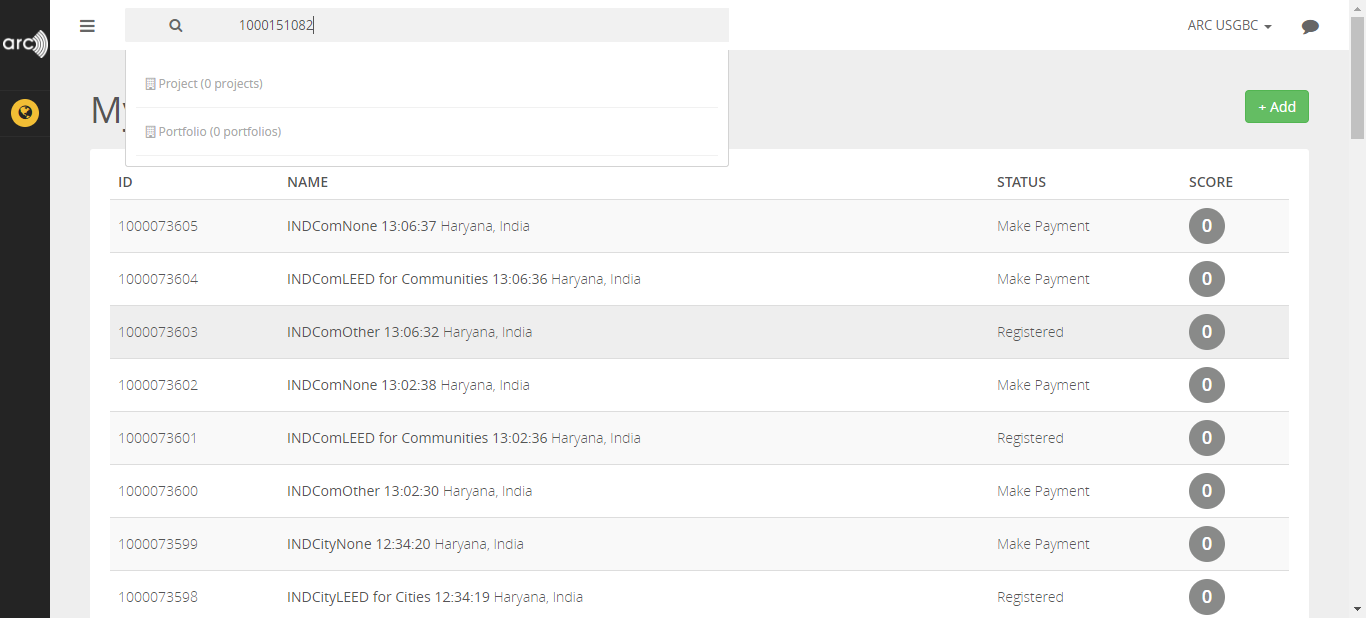 arc
1000151082
ARC USGBC
Project (0 projects)
My
+ Add
Portfolio (0 portfolios)
ID NAME STATUS SCORE
1000073605 INDComNone 13:06:37 Haryana, India Make Payment 0
1000073604 INDComLEED for Communities 13:06:36 Haryana, India Make Payment 0
1000073603 INDComOther 13:06:32 Haryana, India Registered 0
1000073602 INDComNone 13:02:38 Haryana, India Make Payment 0
1000073601 INDComLEED for Communities 13:02:36 Haryana, India Registered 0
1000073600 INDComOther 13:02:30 Haryana, India Make Payment 0
1000073599 INDCityNone 12:34:20 Haryana, India Make Payment 0
1000073598 INDCityLEED for Cities 12:34:19 Haryana, India Registered 0